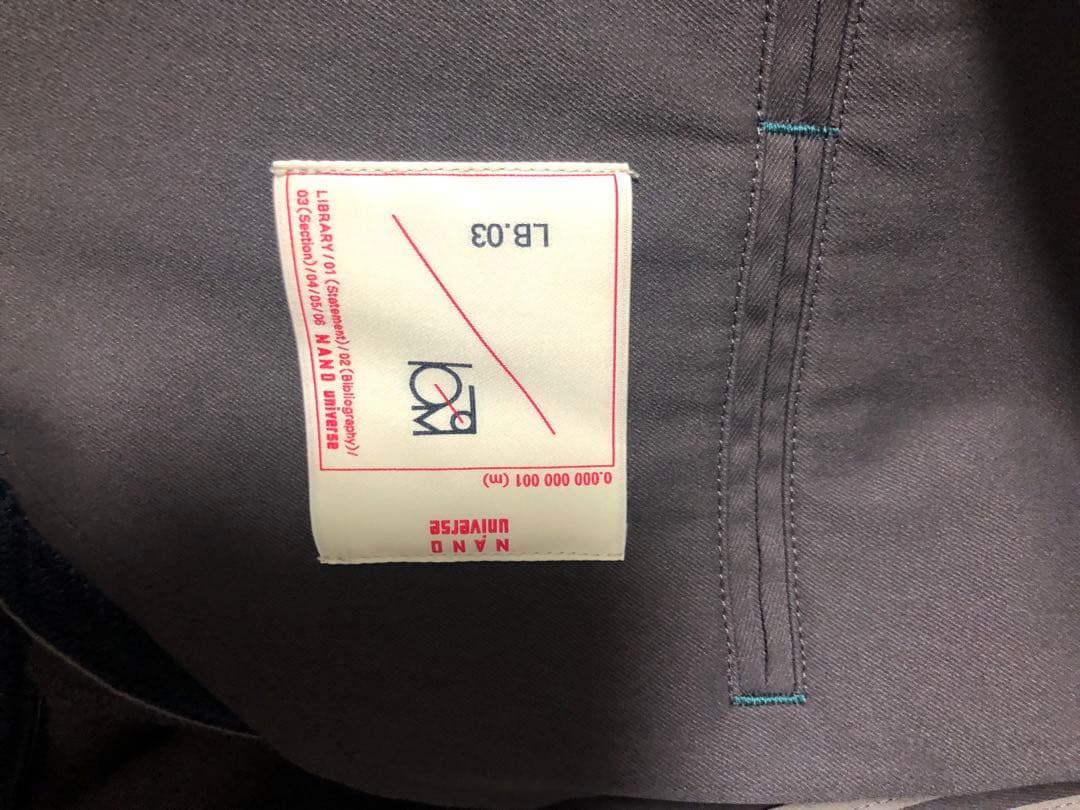 NANO
universe
0.000 000 001 (m)
LB.03
LIBRARY/01(Statement)/02(Bibliography)/
03(Section)/04/05/06 NANO universe